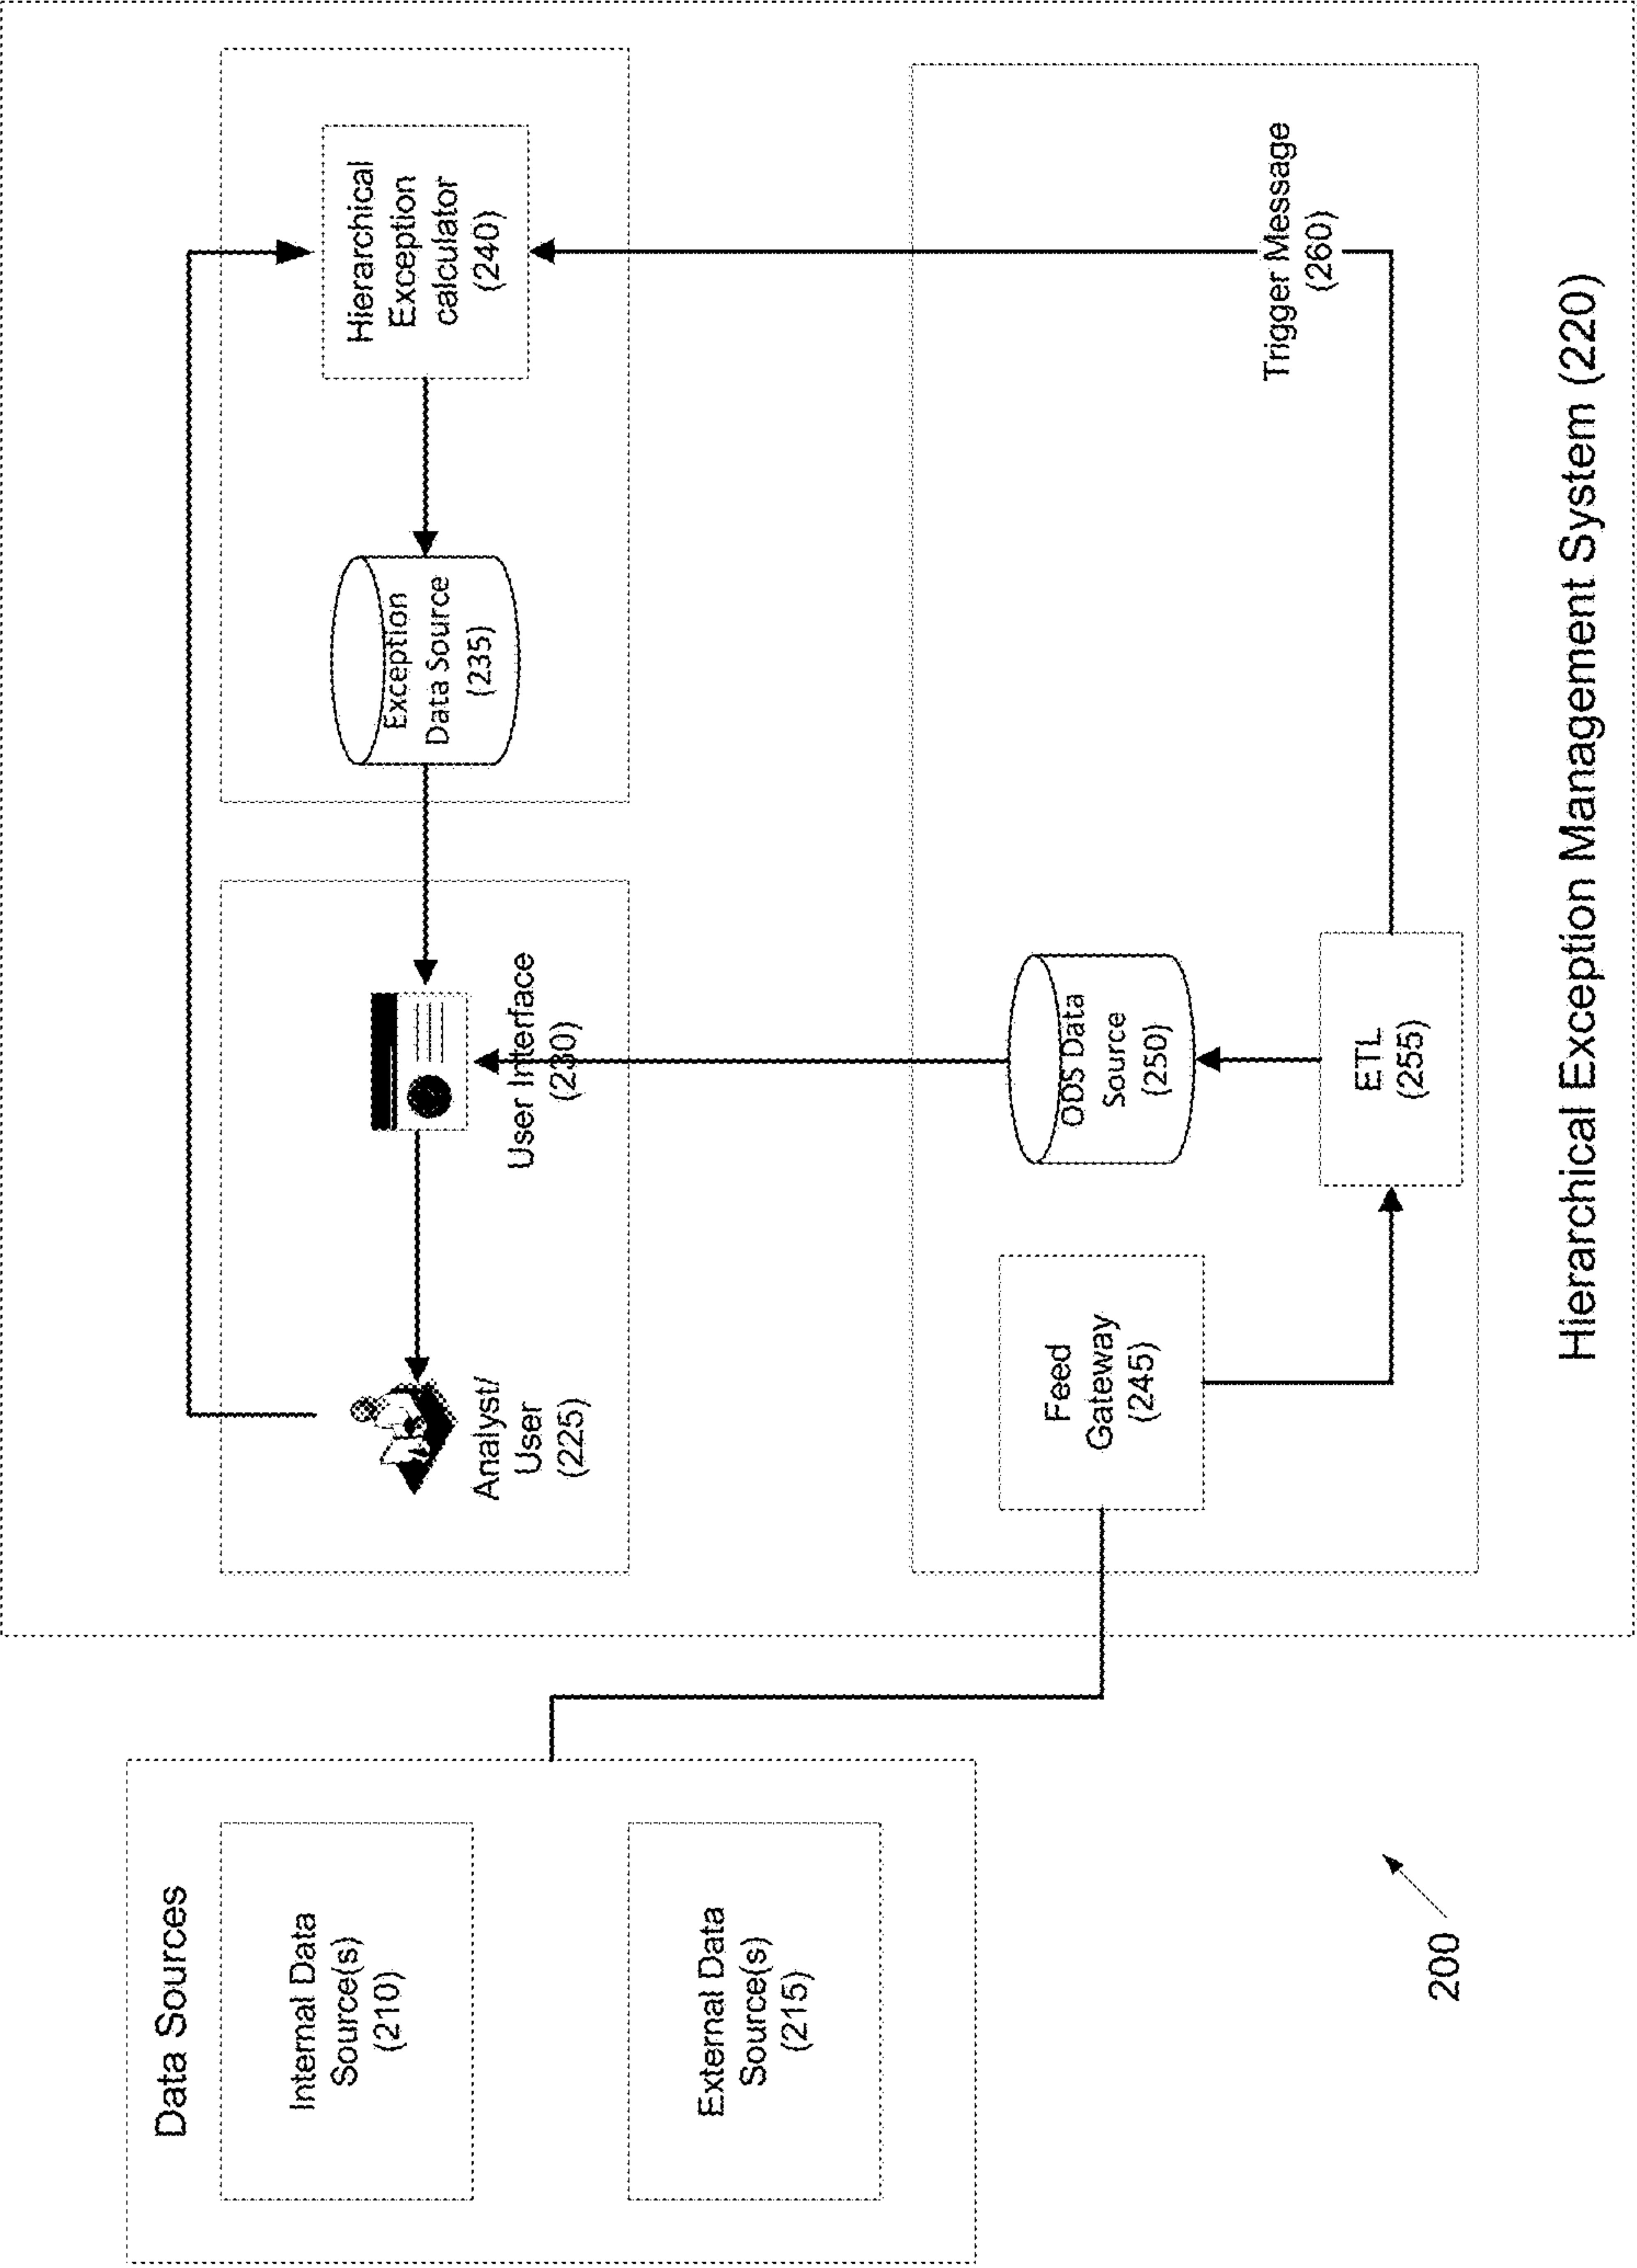 Data Sources
Internal Data
Source(s)
(210)
External Data
Source(s)
(215)
200
Analyst/
User
(225)
User Interface
(230)
Exception
Data Source
(235)
Hierarchical
Exception
calculator
(240)
Feed
Gateway
(245)
ODS Data
Source
(250)
ETL
(255)
Trigger Message
(260)
Hierarchical Exception Management System (220)